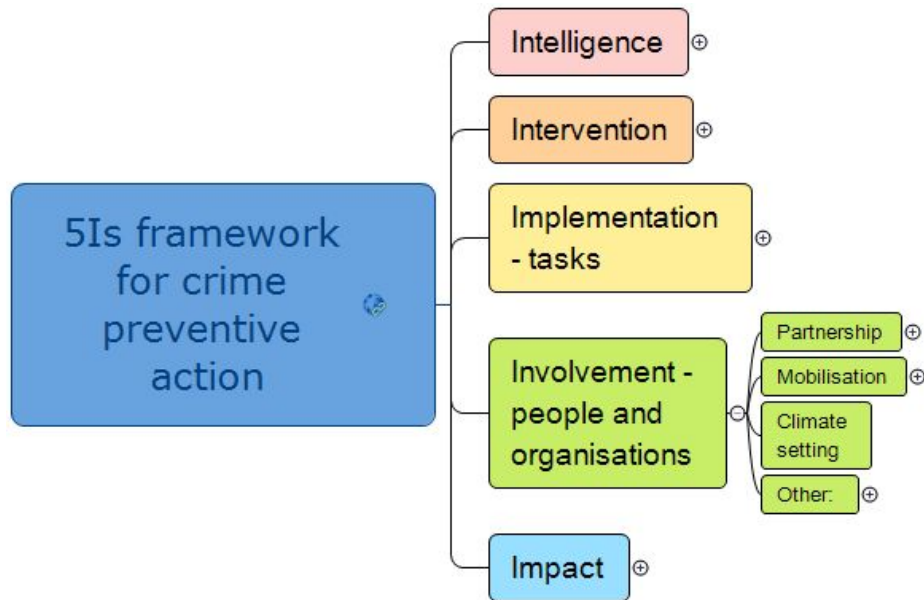 5Is framework
for crime
preventive
action
Intelligence
Intervention
Implementation
- tasks
Involvement -
people and
organisations
Partnership
Mobilisation
Climate
setting
Other:
Impact